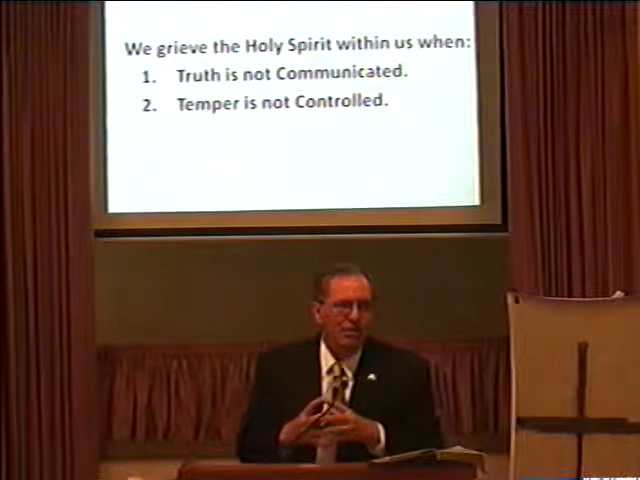 We grieve the Holy Spirit within us when:
1. Truth is not Communicated.
2. Temper is not Controlled.